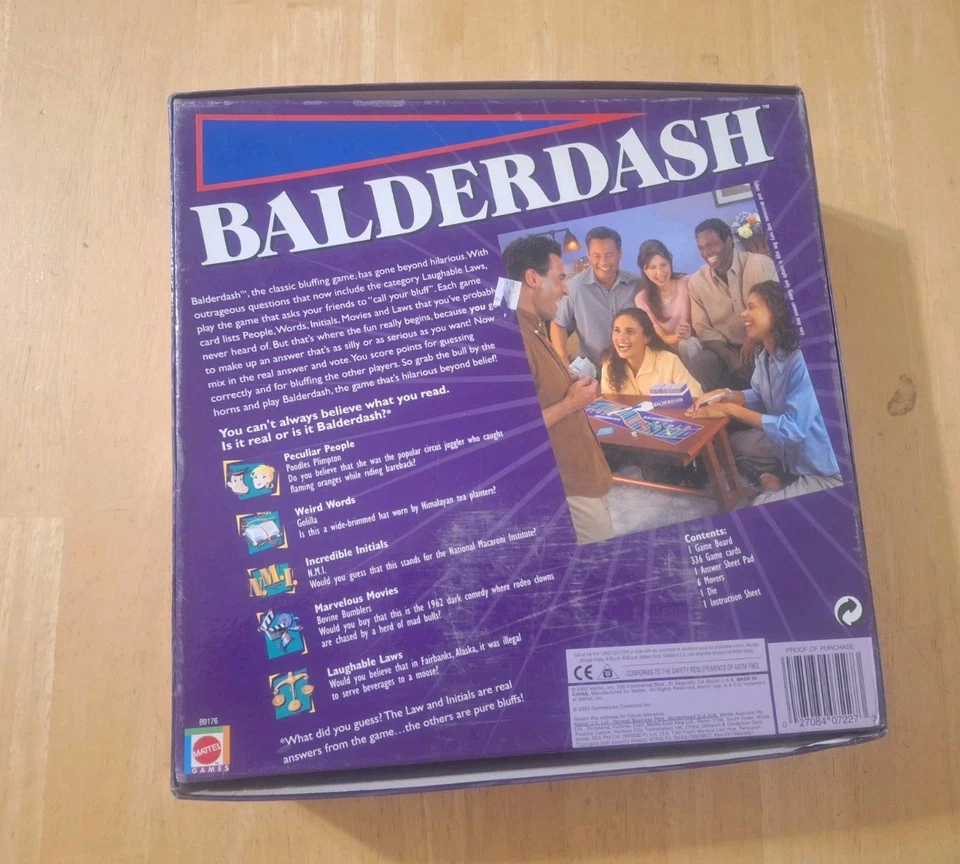 BALDERDASH™
Balderdash™, the classic bluffing game, has gone beyond hilarious. With
outrageous questions that now include the category Laughable Laws,
play the game that asks your friends to "call your bluff". Each game
card lists People, Words, Initials, Movies and Laws that you've probably
never heard of. But that's where the fun really begins, because you get
to make up an answer that's as silly or as serious as you want! Now
mix in the real answer and vote. You score points for guessing
correctly and for bluffing the other players. So grab the bull by the
horns and play Balderdash, the game that's hilarious beyond belief!
You can't always believe what you read.
Is it real or is it Balderdash?*
Peculiar People
Poodles Plimpton
Do you believe that she was the popular circus juggler who caught
flaming oranges while riding bareback?
Weird Words
Golilla
Is this a wide-brimmed hat worn by Himalayan tea planters?
Incredible Initials
N.M.I.
Would you guess that this stands for the National Macaroni Institute?
N.M.I.
Marvelous Movies
Bovine Bumblers
Would you buy that this is the 1962 dark comedy where rodeo clowns
are chased by a herd of mad bulls?
Laughable Laws
Would you believe that in Fairbanks, Alaska, it was illegal
to serve beverages to a moose?
*What did you guess? The Law and Initials are real
answers from the game...the others are pure bluffs!
BALDERDASH
Contents:
1 Game Board
336 Game cards
1 Answer Sheet Pad
6 Movers
1 Die
1 Instruction Sheet
89176
MATTEL
GAMES
CE
CONFORMS TO THE SAFETY REQUIREMENTS OF ASTM F963.
PROOF OF PURCHASE
0 27084 07227